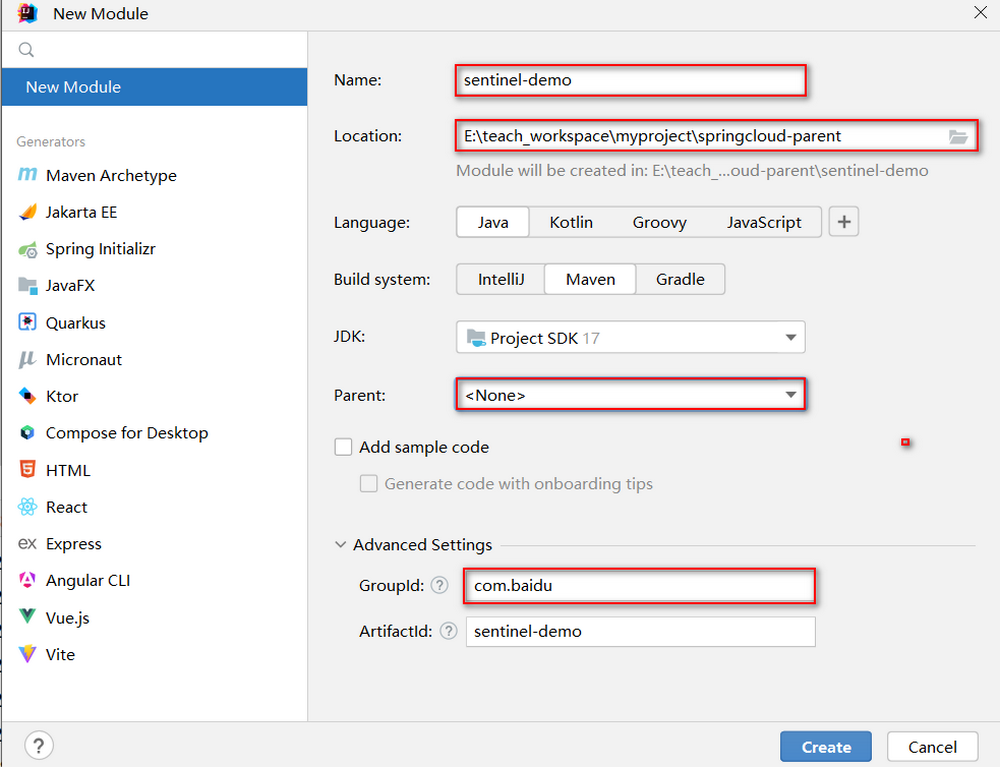 New Module
New Module
Generators
Maven Archetype
Jakarta EE
Spring Initializr
JavaFX
Quarkus
Micronaut
Ktor
Compose for Desktop
HTML
React
Express
Angular CLI
Vue.js
Vite
Name: sentinel-demo
Location: E:\teach_workspace\myproject\springcloud-parent
Module will be created in: E:\teach_...oud-parent\sentinel-demo
Language: Java Kotlin Groovy JavaScript +
Build system: IntelliJ Maven Gradle
JDK: Project SDK 17
Parent: <None>
Add sample code
Generate code with onboarding tips
Advanced Settings
GroupId: ? com.baidu
ArtifactId: ? sentinel-demo
? Create Cancel